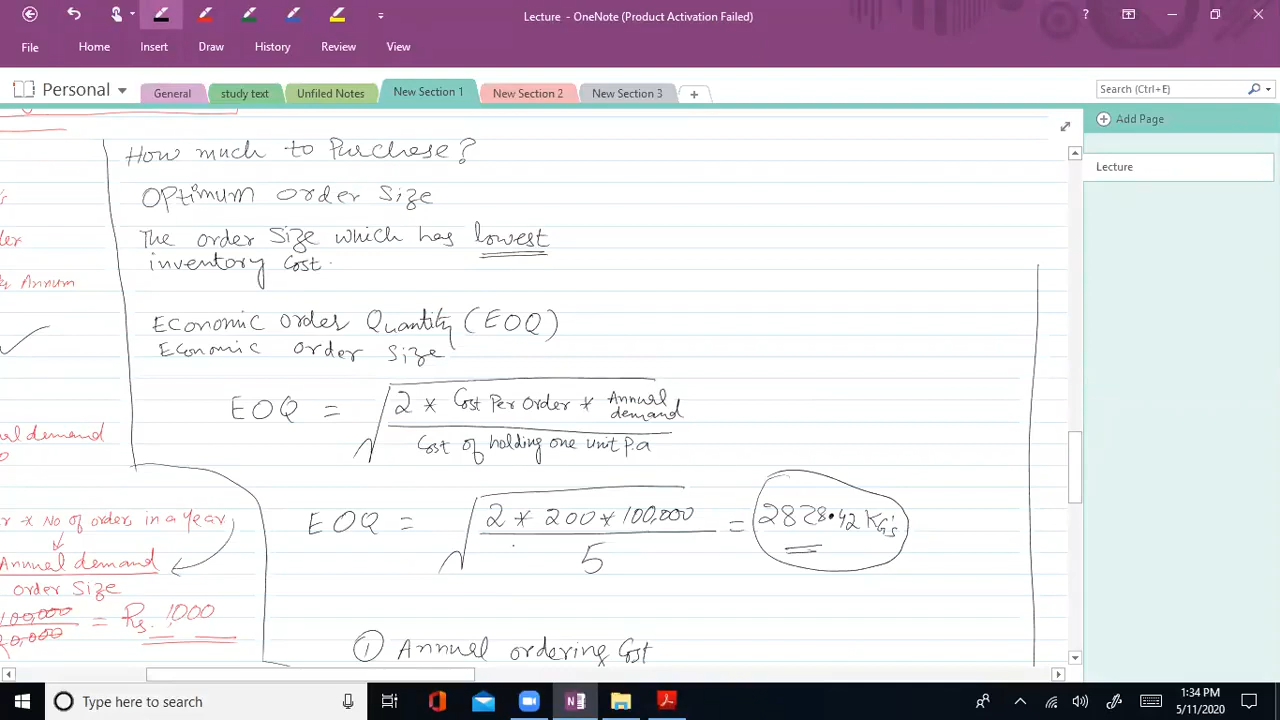 Lecture - OneNote (Product Activation Failed)
File Home Insert Draw History Review View
Personal General study text Unfiled Notes New Section 1 New Section 2 New Section 3 Search (Ctrl+E)
Add Page
Lecture
How much to Purchase?
Optimum order Size
The order Size which has lowest
inventory Cost.
Annum
Economic order Quantity (EOQ)
Economic order Size
EOQ = √ 2 * Cost Per Order * Annual demand
Cost of holding one unit P.a
demand
EOQ = √ 2 * 200 * 100,000 = 2828.42 KGs
5
* No of orders in a year
Annual demand
order Size
100,000 = Rs. 1000
20,000
① Annual ordering Cost
Type here to search
1:34 PM
5/11/2020